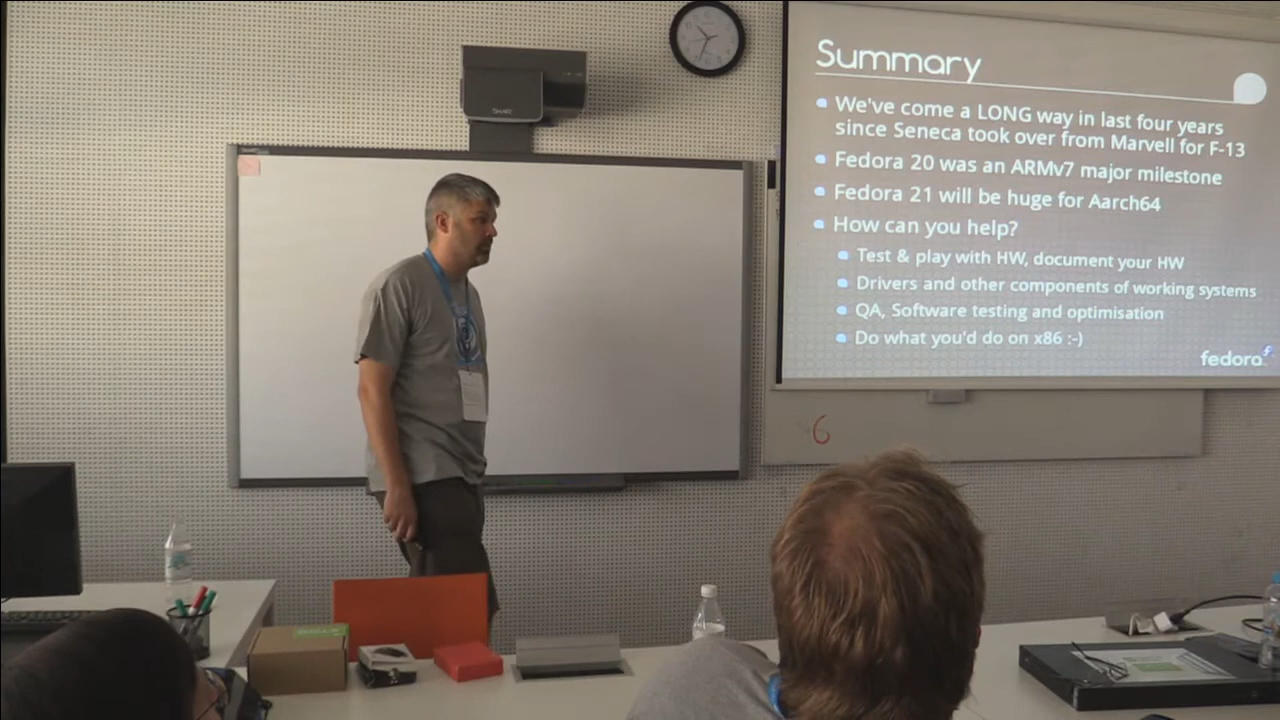 SMART
Summary
We've come a LONG way in last four years
since Seneca took over from Marvell for F-13
Fedora 20 was an ARMv7 major milestone
Fedora 21 will be huge for Aarch64
How can you help?
Test & play with HW, document your HW
Drivers and other components of working systems
QA, Software testing and optimisation
Do what you'd do on x86 :-)
fedora
6